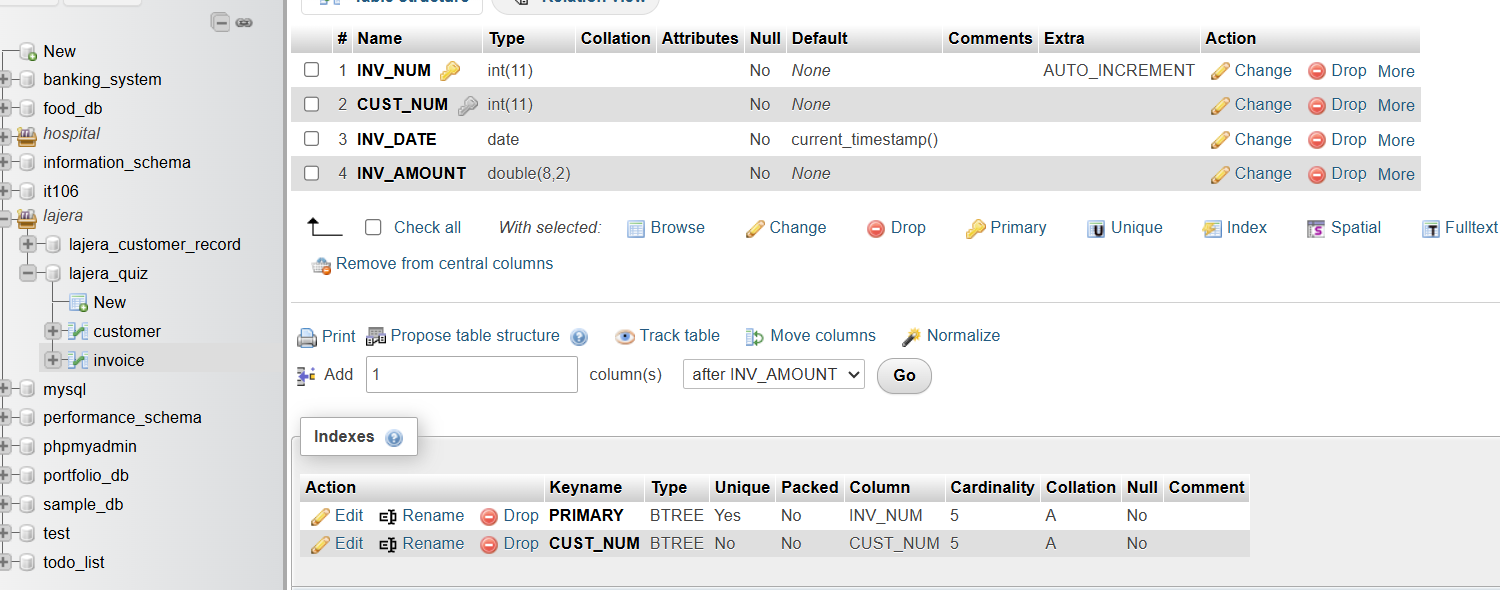 Table structure Relation view
# Name Type Collation Attributes Null Default Comments Extra Action
1 INV_NUM int(11) No None AUTO_INCREMENT Change Drop More
2 CUST_NUM int(11) No None Change Drop More
3 INV_DATE date No current_timestamp() Change Drop More
4 INV_AMOUNT double(8,2) No None Change Drop More
Check all With selected: Browse Change Drop Primary U Unique Index S Spatial T Fulltext
Remove from central columns
Print Propose table structure Track table Move columns Normalize
Add 1 column(s) after INV_AMOUNT Go
Indexes
Action Keyname Type Unique Packed Column Cardinality Collation Null Comment
Edit Rename Drop PRIMARY BTREE Yes No INV_NUM 5 A No
Edit Rename Drop CUST_NUM BTREE No No CUST_NUM 5 A No
New
banking_system
food_db
hospital
information_schema
it106
lajera
lajera_customer_record
lajera_quiz
New
customer
invoice
mysql
performance_schema
phpmyadmin
portfolio_db
sample_db
test
todo_list